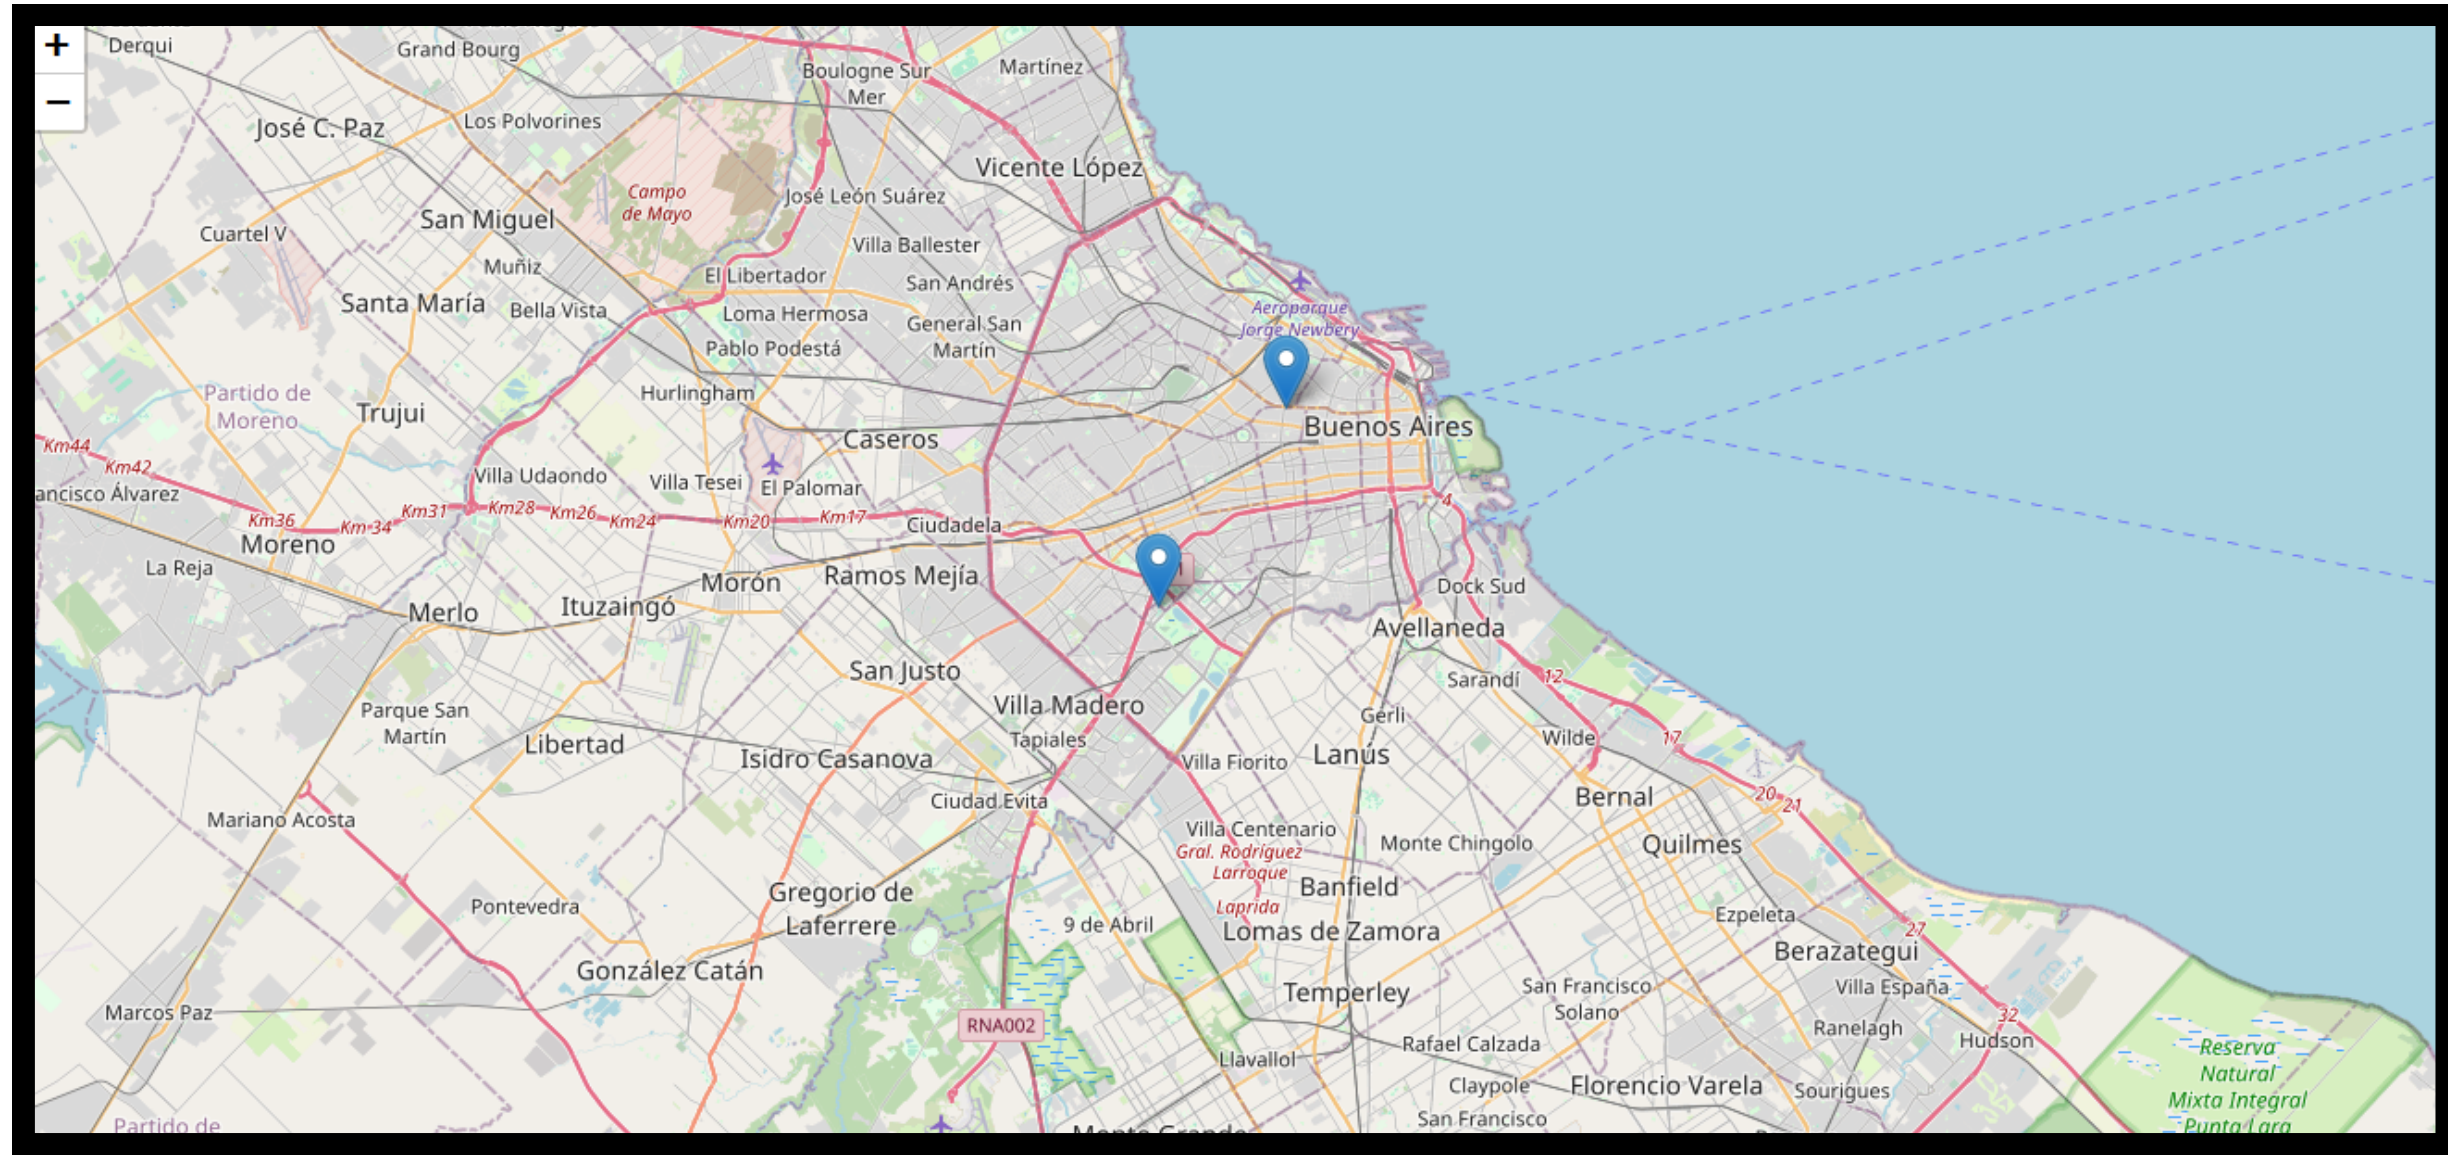 +
−
Derqui
Grand Bourg
Boulogne Sur
Mer
Martínez
José C. Paz
Los Polvorines
Vicente López
Campo
de Mayo
José León Suárez
San Miguel
Cuartel V
Villa Ballester
Muñiz
El Libertador
San Andrés
Santa María
Bella Vista
Loma Hermosa
Aeroparque
Jorge Newbery
General San
Martín
Pablo Podestá
Hurlingham
Partido de
Moreno
Trujui
Buenos Aires
Caseros
Km44
Km42
Villa Udaondo
Villa Tesei
El Palomar
ancisco Álvarez
Km36
Km34
Km31
Km28
Km26
Km24
Km20
Km17
Ciudadela
4
Moreno
La Reja
Morón
Ramos Mejía
Dock Sud
Merlo
Ituzaingó
Avellaneda
San Justo
Sarandí
12
Villa Madero
Parque San
Martín
Gerli
Libertad
Tapiales
Wilde
17
Isidro Casanova
Villa Fiorito
Lanús
Ciudad Evita
Bernal
20
21
Mariano Acosta
Villa Centenario
Monte Chingolo
Quilmes
Gral. Rodríguez
Larroque
Gregorio de
Laferrere
Banfield
Pontevedra
Laprida
9 de Abril
Lomas de Zamora
Ezpeleta
27
Berazategui
González Catán
Temperley
San Francisco
Solano
Villa España
Marcos Paz
RNA002
32
Ranelagh
Hudson
Llavallol
Rafael Calzada
Reserva
Natural
Mixta Integral
Punta Lara
Claypole
Florencio Varela
Sourigues
San Francisco
Partido de
Monte Grande